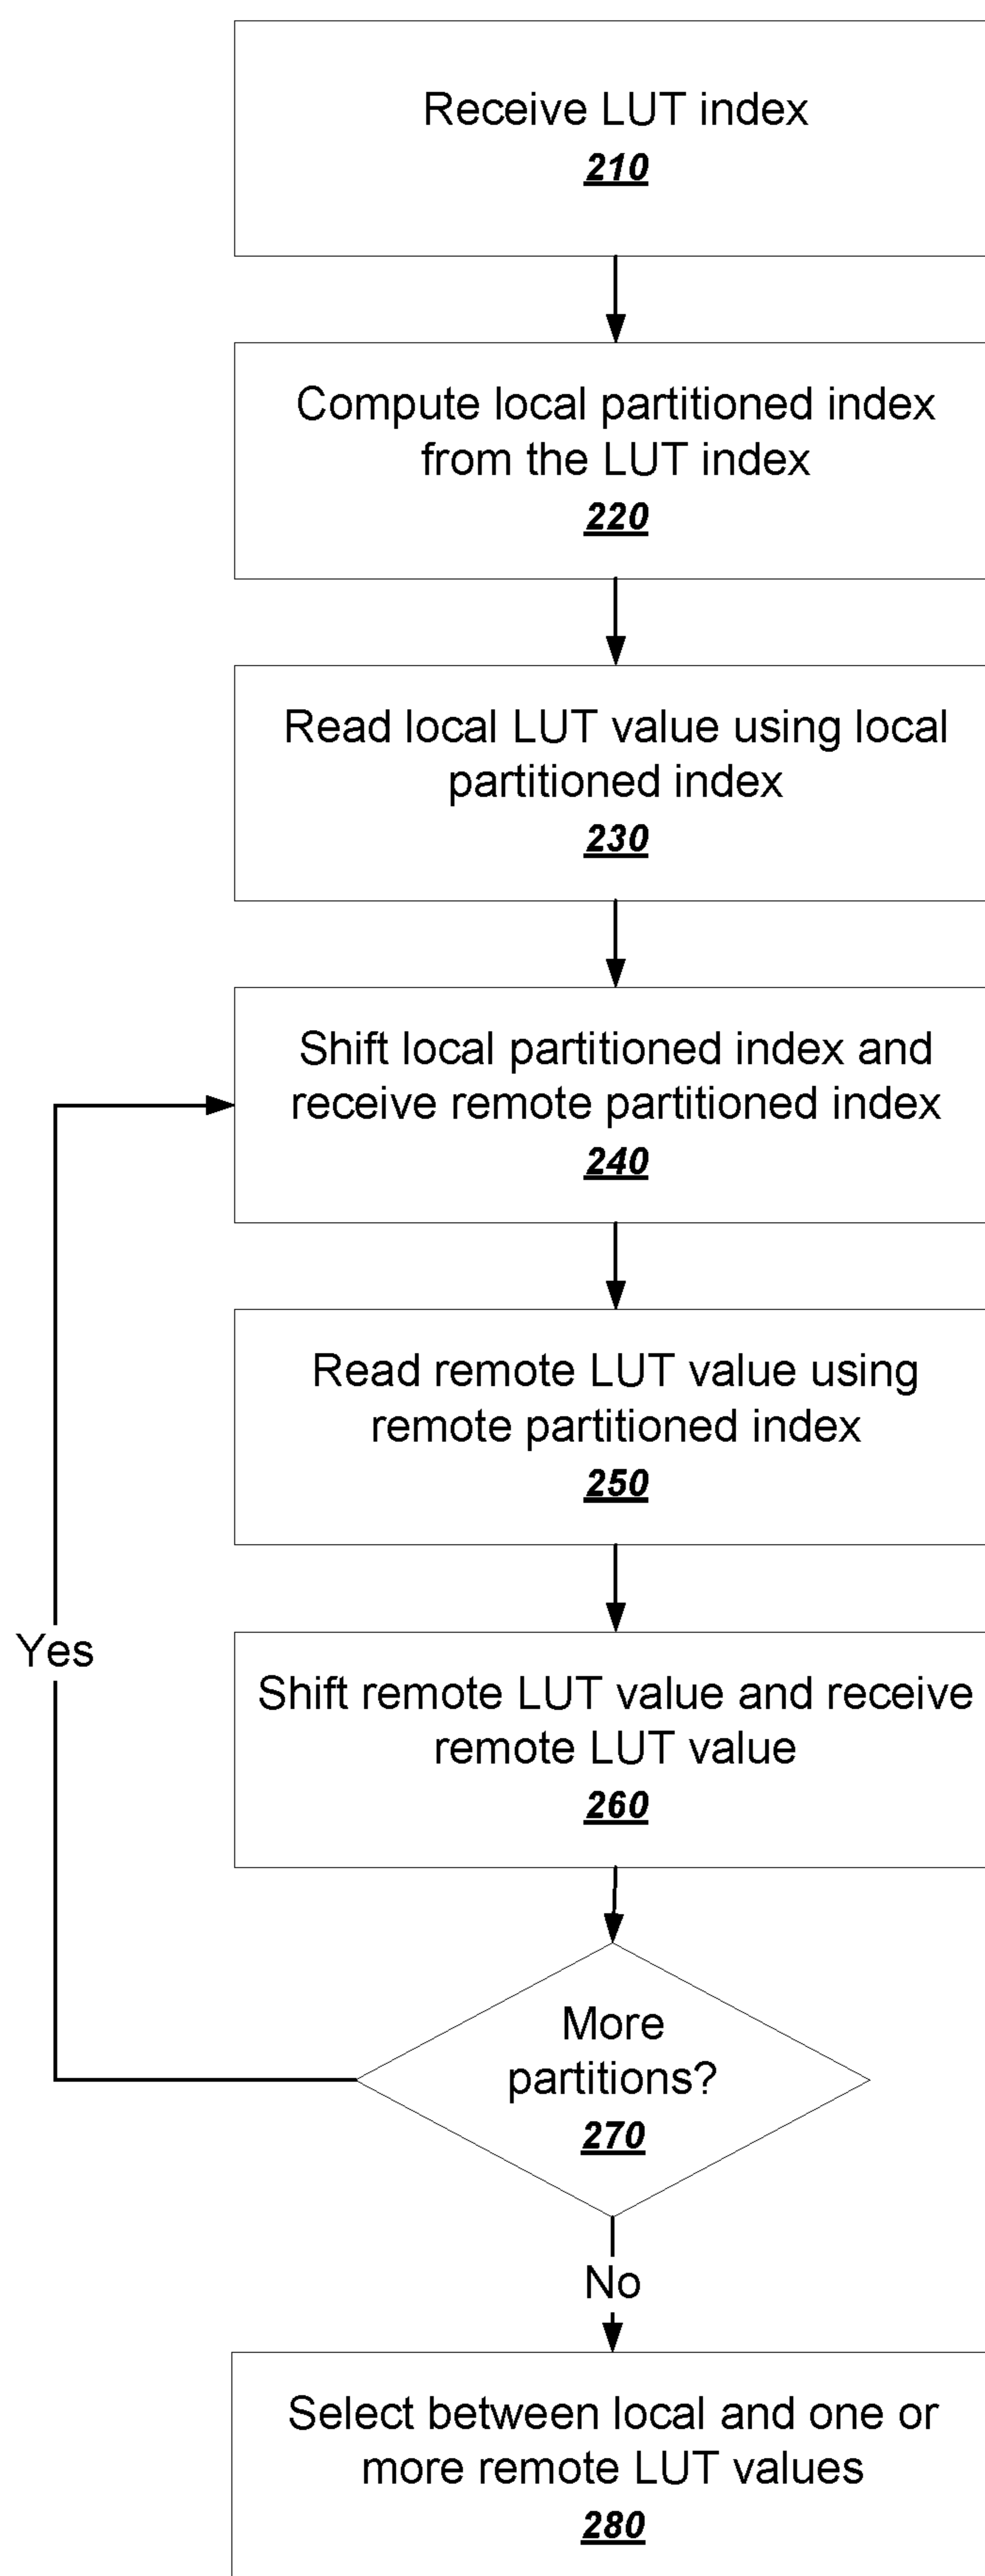 Receive LUT index
210
Compute local partitioned index
from the LUT index
220
Read local LUT value using local
partitioned index
230
Shift local partitioned index and
receive remote partitioned index
240
Read remote LUT value using
remote partitioned index
250
Yes
Shift remote LUT value and receive
remote LUT value
260
More
partitions?
270
No
Select between local and one or
more remote LUT values
280